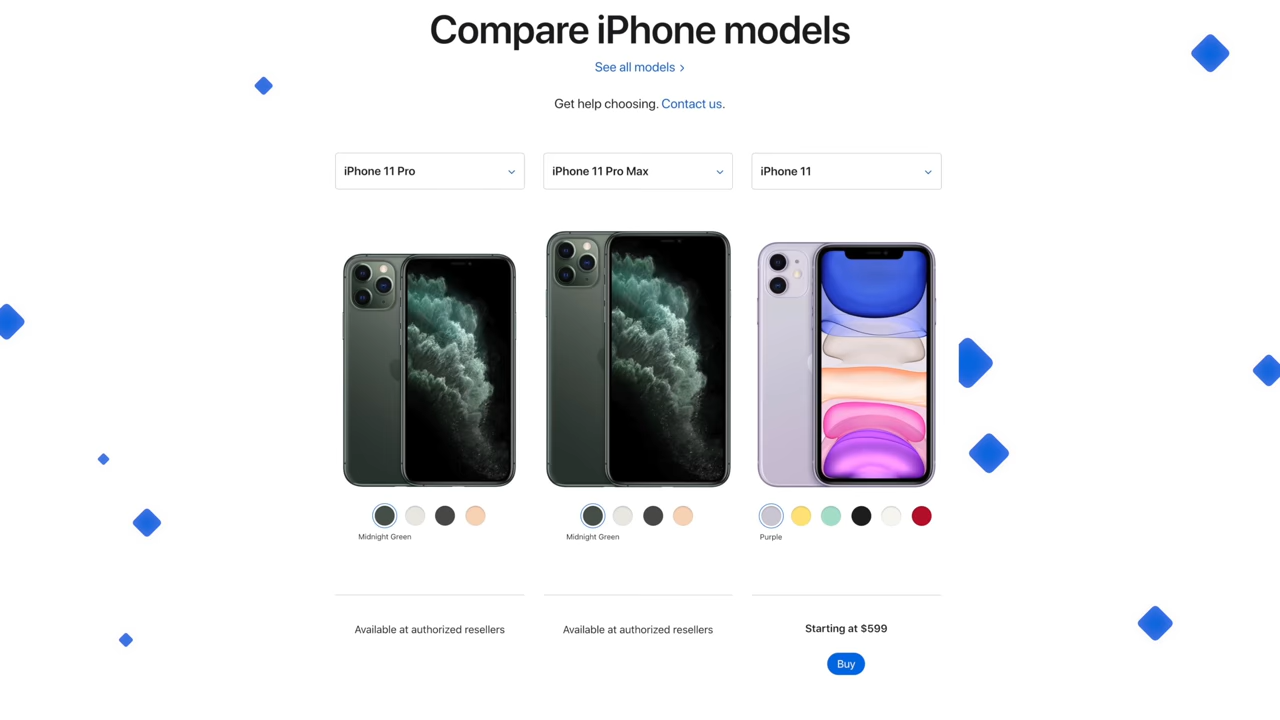 Compare iPhone models
See all models >
Get help choosing. Contact us.
iPhone 11 Pro
iPhone 11 Pro Max
iPhone 11
Midnight Green
Midnight Green
Purple
Available at authorized resellers
Available at authorized resellers
Starting at $599
Buy